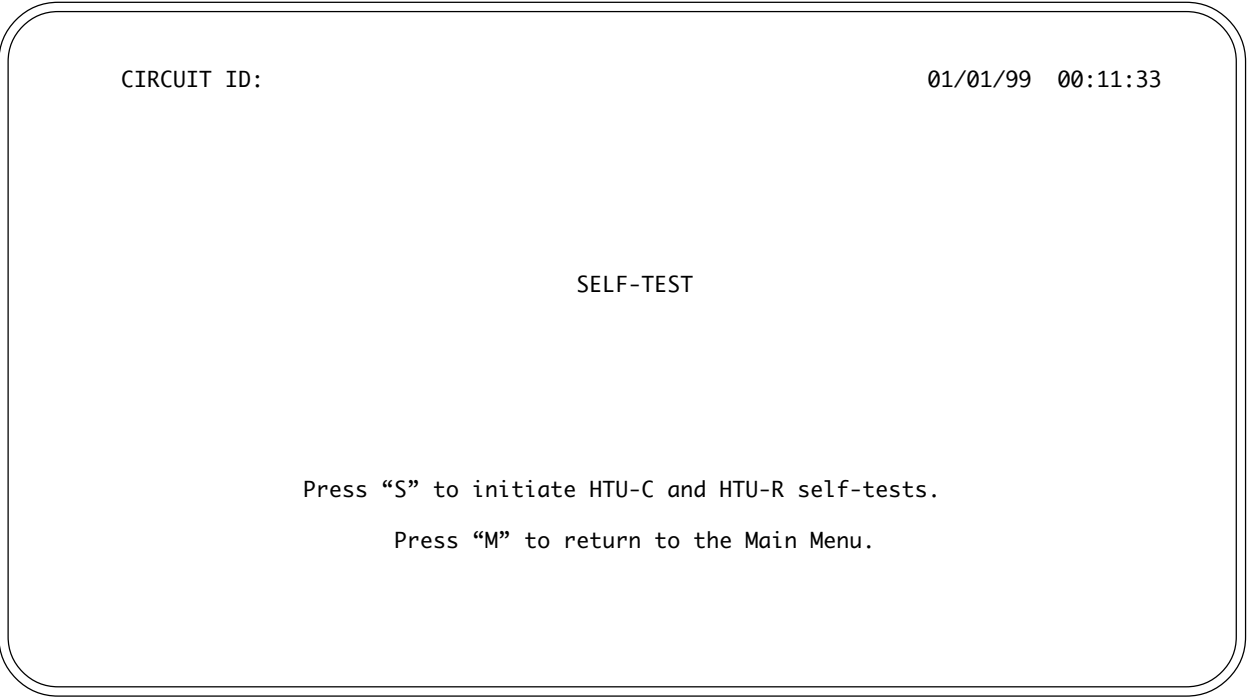 CIRCUIT ID: 01/01/99 00:11:33
SELF-TEST
Press “S” to initiate HTU-C and HTU-R self-tests.
Press “M” to return to the Main Menu.